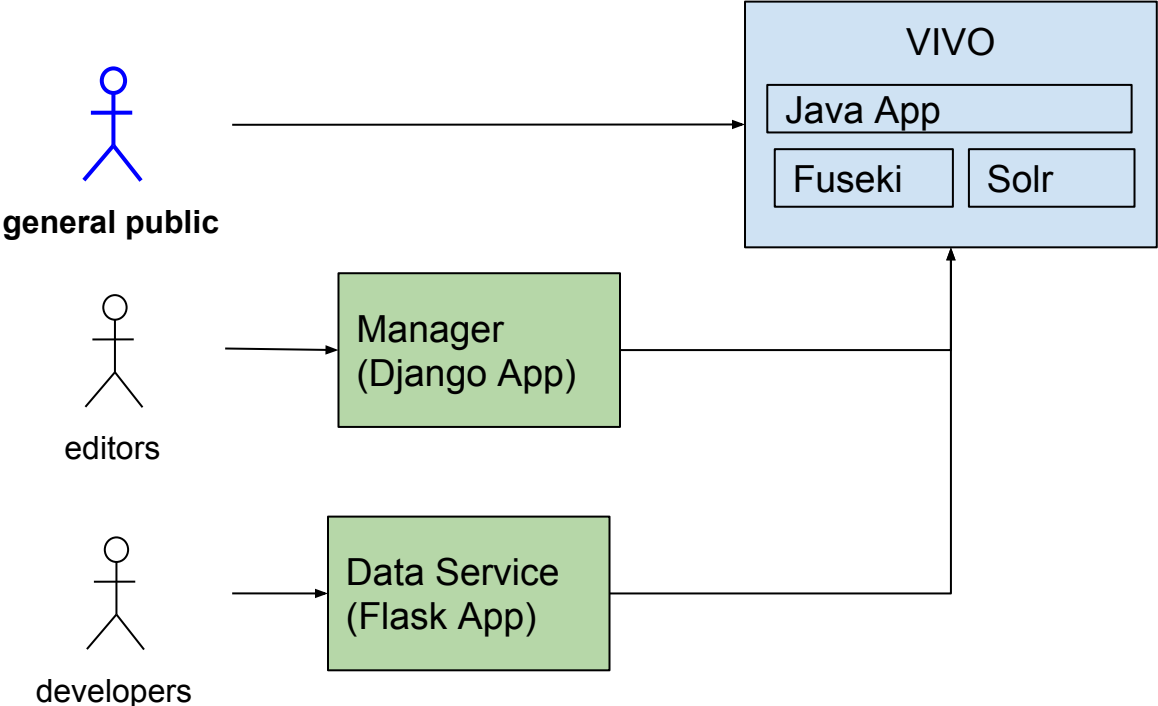 VIVO
Java App
Fuseki
Solr
general public
Manager
(Django App)
editors
Data Service
(Flask App)
developers